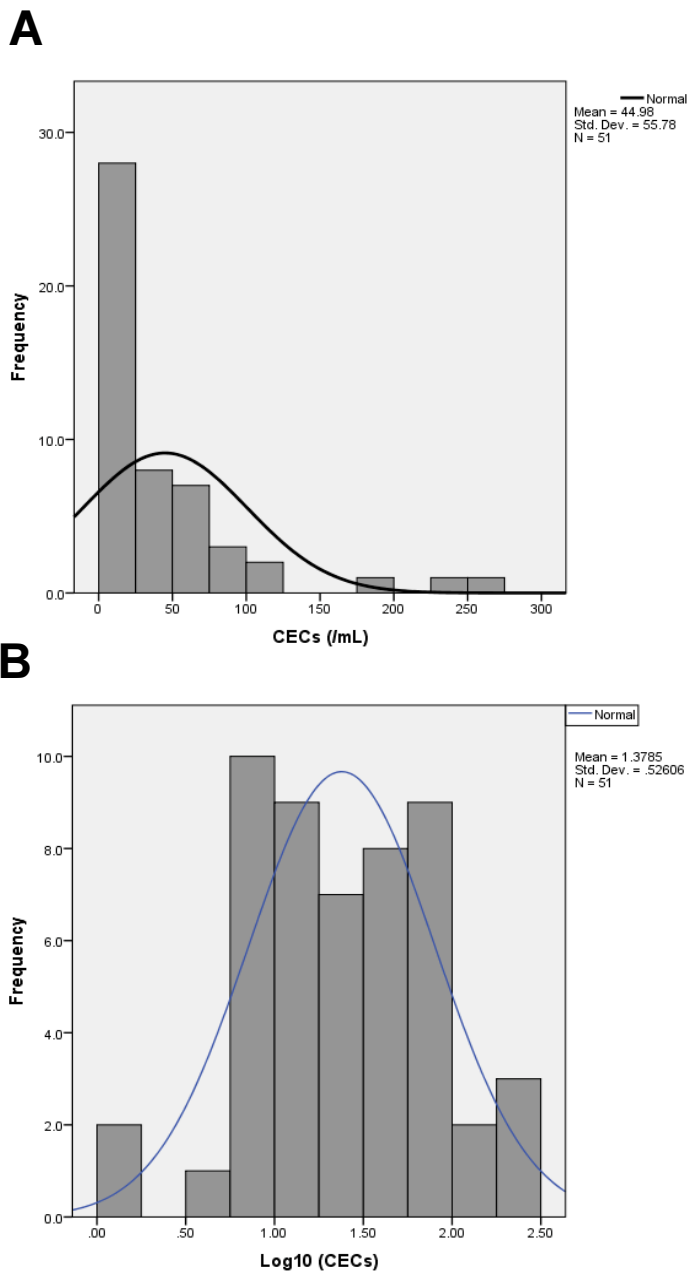 A
Normal
Mean = 44.98
Std. Dev. = 55.78
N = 51
30.0
20.0
10.0
0.0
Frequency
0 50 100 150 200 250 300
CECs (/mL)
B
Normal
Mean = 1.3785
Std. Dev. = .52606
N = 51
10.0
8.0
6.0
4.0
2.0
0.0
Frequency
.00 .50 1.00 1.50 2.00 2.50
Log10 (CECs)